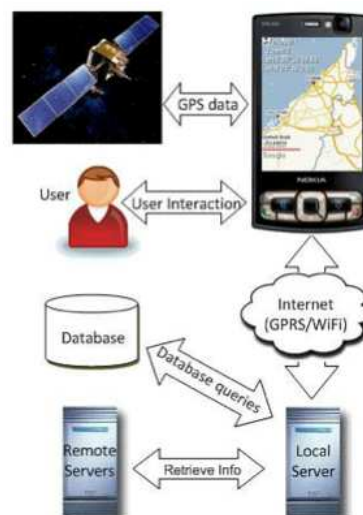 GPS data
User
User Interaction
NOKIA
Internet
(GPRS/WiFi)
Database
Database queries
Remote
Servers
Retrieve Info
Local
Server